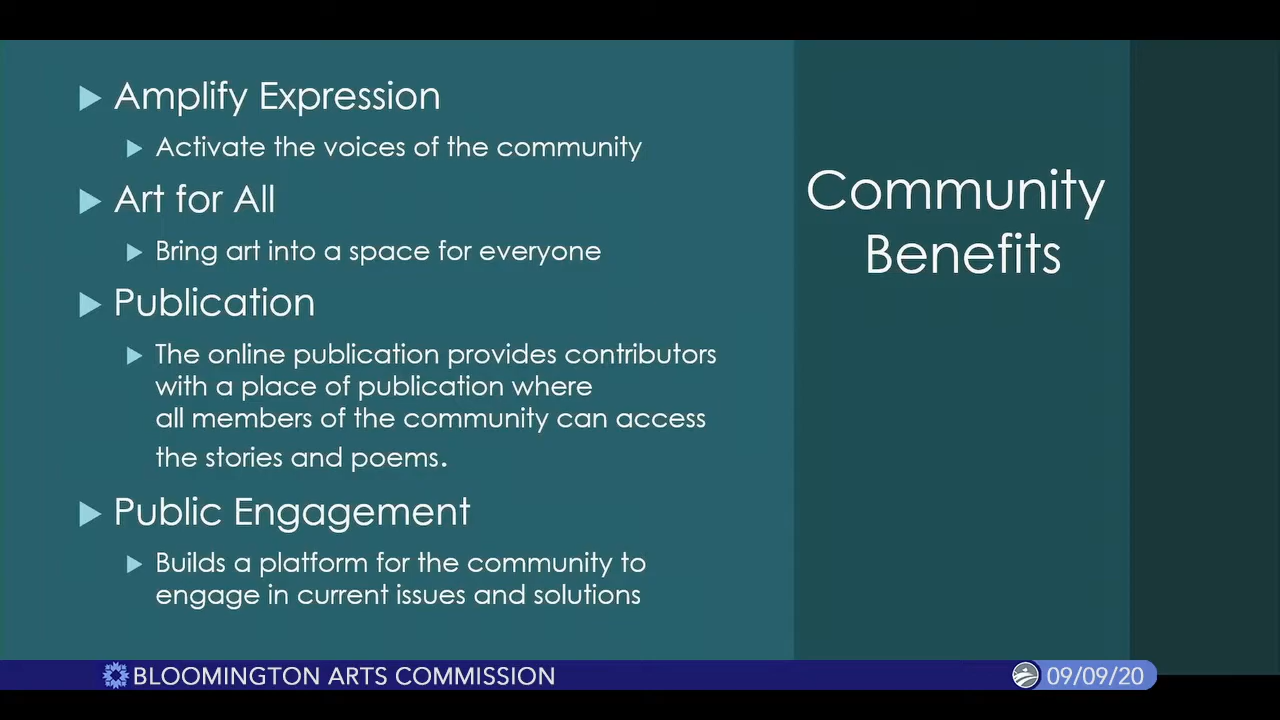 Amplify Expression
Activate the voices of the community
Art for All
Bring art into a space for everyone
Publication
The online publication provides contributors
with a place of publication where
all members of the community can access
the stories and poems.
Public Engagement
Builds a platform for the community to
engage in current issues and solutions
Community
Benefits
BLOOMINGTON ARTS COMMISSION
09/09/20